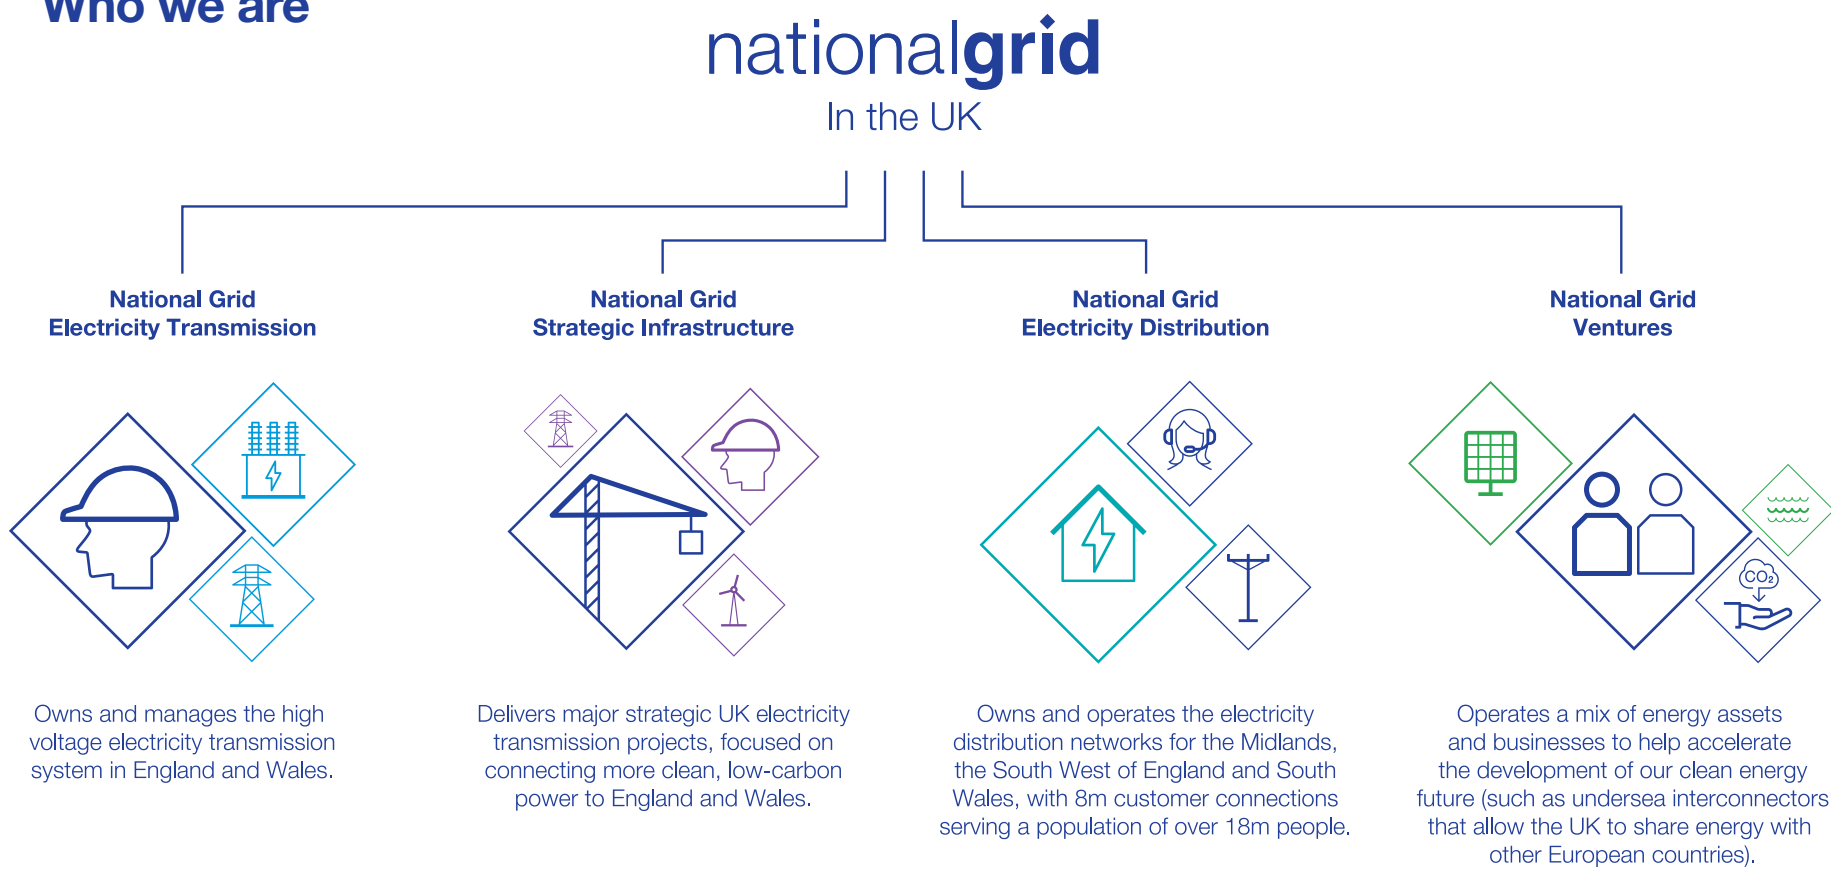 Who we are
nationalgrid
In the UK
National Grid
Electricity Transmission
National Grid
Strategic Infrastructure
National Grid
Electricity Distribution
National Grid
Ventures
CO₂
Owns and manages the high
voltage electricity transmission
system in England and Wales.
Delivers major strategic UK electricity
transmission projects, focused on
connecting more clean, low-carbon
power to England and Wales.
Owns and operates the electricity
distribution networks for the Midlands,
the South West of England and South
Wales, with 8m customer connections
serving a population of over 18m people.
Operates a mix of energy assets
and businesses to help accelerate
the development of our clean energy
future (such as undersea interconnectors
that allow the UK to share energy with
other European countries).